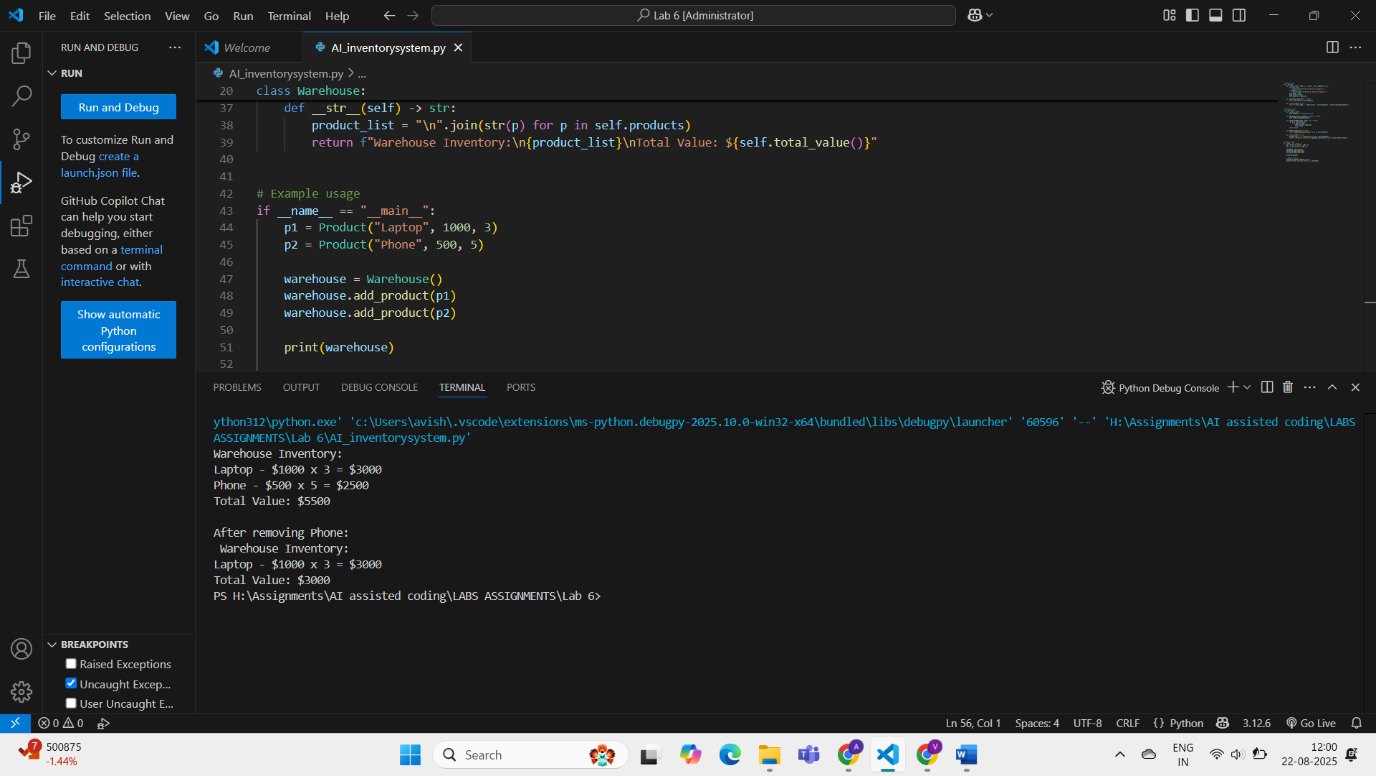 File Edit Selection View Go Run Terminal Help
Lab 6 [Administrator]
RUN AND DEBUG
Welcome
AI_inventorysystem.py
AI_inventorysystem.py > ...
RUN
Run and Debug
To customize Run and
Debug create a
launch.json file.
GitHub Copilot Chat
can help you start
debugging, either
based on a terminal
command or with
interactive chat.
Show automatic
Python
configurations
BREAKPOINTS
Raised Exceptions
Uncaught Excep...
User Uncaught E...
20 class Warehouse:
37 def __str__(self) -> str:
38 product_list = "\n".join(str(p) for p in self.products)
39 return f"Warehouse Inventory:\n{product_list}\nTotal Value: ${self.total_value()}"
40
41
42 # Example usage
43 if __name__ == "__main__":
44 p1 = Product("Laptop", 1000, 3)
45 p2 = Product("Phone", 500, 5)
46
47 warehouse = Warehouse()
48 warehouse.add_product(p1)
49 warehouse.add_product(p2)
50
51 print(warehouse)
52
PROBLEMS OUTPUT DEBUG CONSOLE TERMINAL PORTS
Python Debug Console
ython312\python.exe' 'c:\Users\avish\.vscode\extensions\ms-python.debugpy-2025.10.0-win32-x64\bundled\libs\debugpy\launcher' '60596' '--' 'H:\Assignments\AI assisted coding\LABS
ASSIGNMENTS\Lab 6\AI_inventorysystem.py'
Warehouse Inventory:
Laptop - $1000 x 3 = $3000
Phone - $500 x 5 = $2500
Total Value: $5500
After removing Phone:
Warehouse Inventory:
Laptop - $1000 x 3 = $3000
Total Value: $3000
PS H:\Assignments\AI assisted coding\LABS ASSIGNMENTS\Lab 6>
0 0
Ln 56, Col 1 Spaces: 4 UTF-8 CRLF {} Python 3.12.6 Go Live
7
500875
-1.44%
Search
A
V
ENG
IN
12:00
22-08-2025